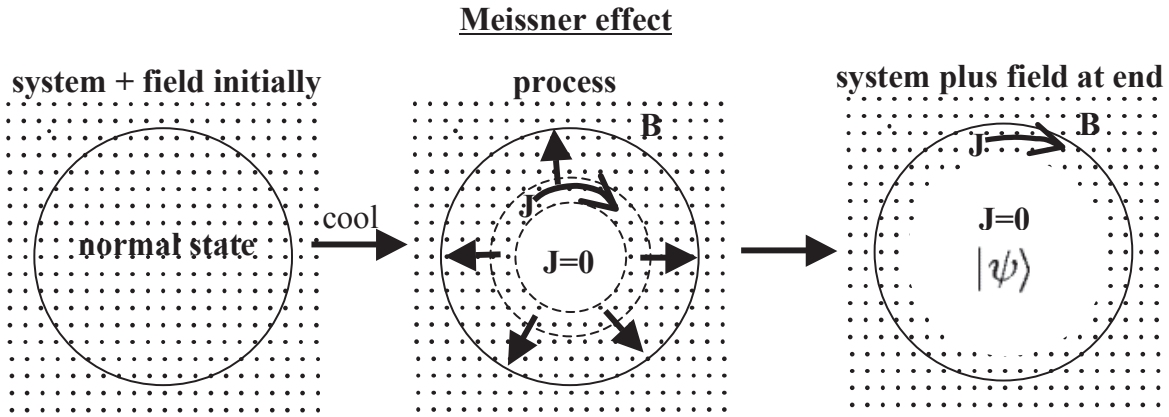 Meissner effect
system + field initially
normal state
cool
process
B
J
J=0
system plus field at end
J
B
J=0
|ψ⟩